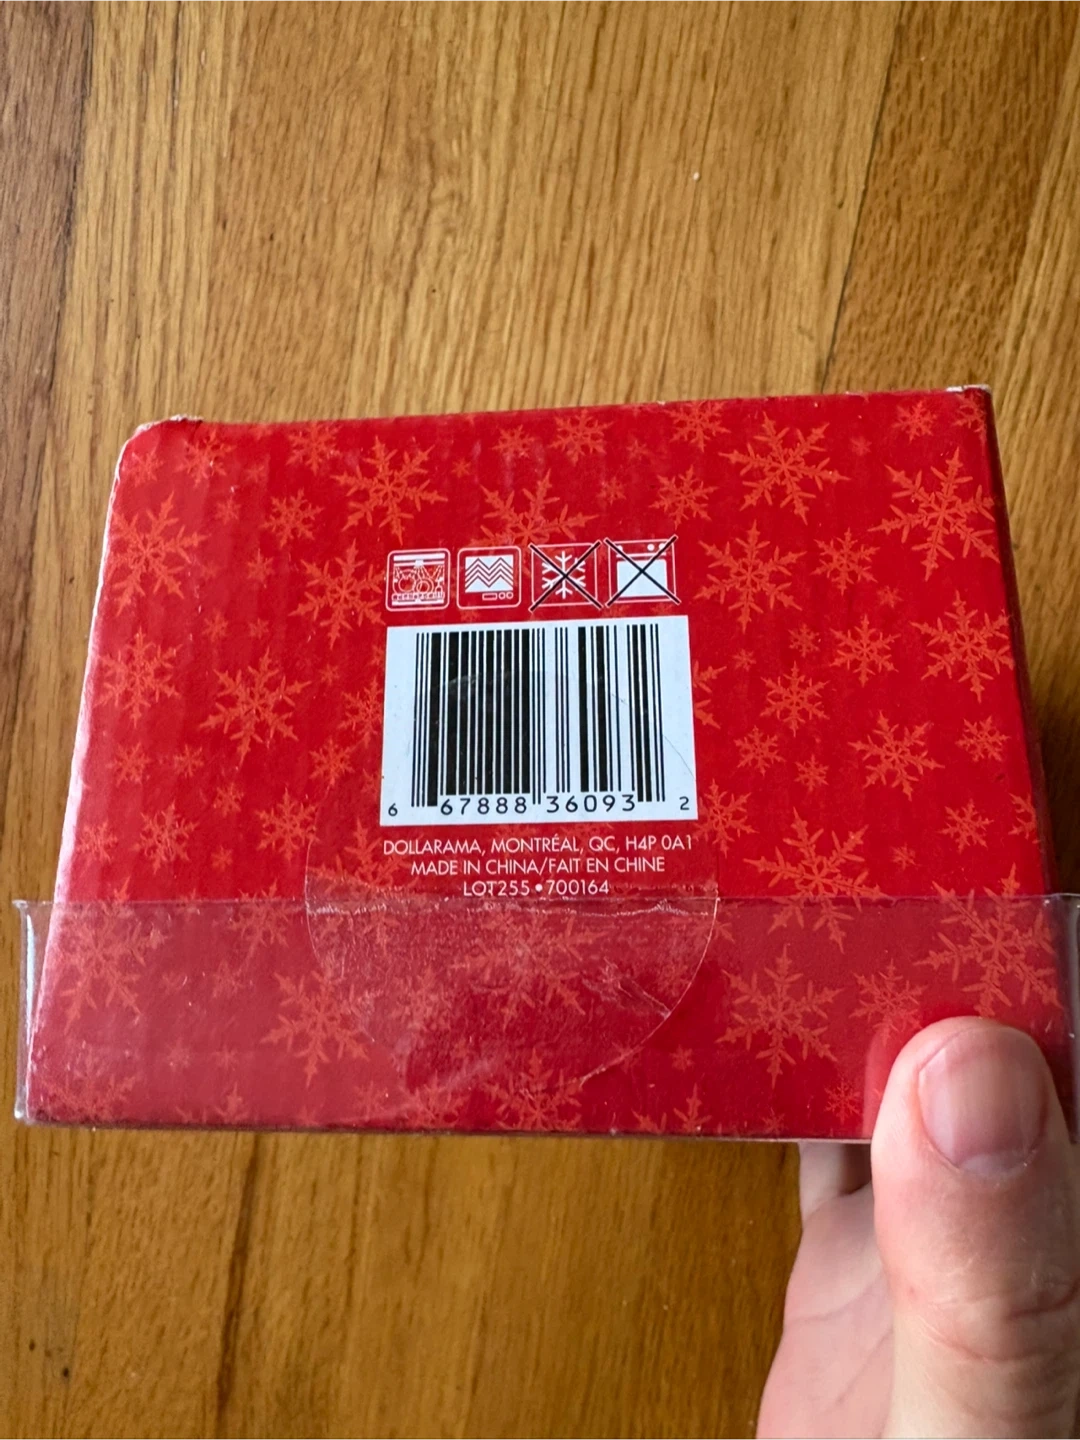 6 67888 36093 2
DOLLARAMA, MONTRÉAL, QC, H4P 0A1
MADE IN CHINA/FAIT EN CHINE
LOT255 • 700164